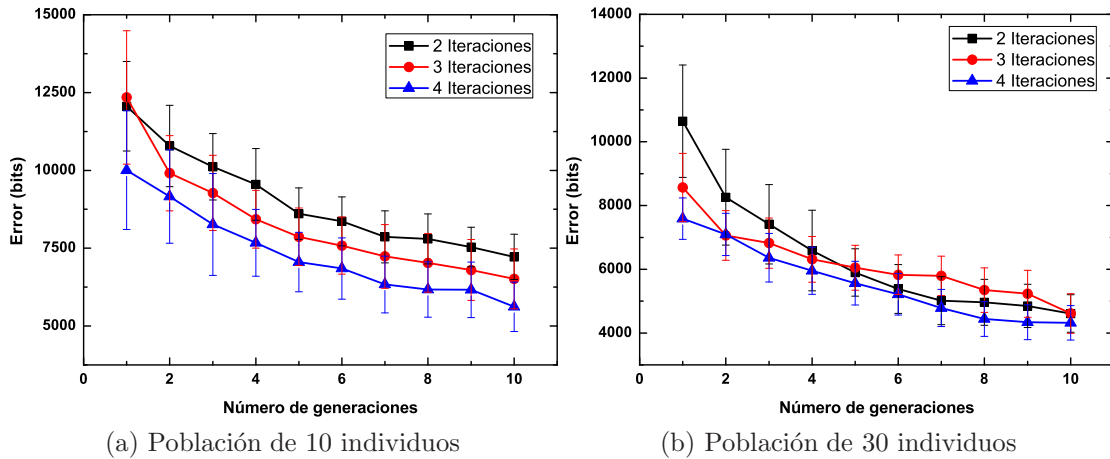 15000
12500
10000
7500
5000
0
2
4
6
8
10
Error (bits)
Número de generaciones
2 Iteraciones
3 Iteraciones
4 Iteraciones
(a) Población de 10 individuos
14000
12000
10000
8000
6000
4000
0
2
4
6
8
10
Error (bits)
Número de generaciones
2 Iteraciones
3 Iteraciones
4 Iteraciones
(b) Población de 30 individuos